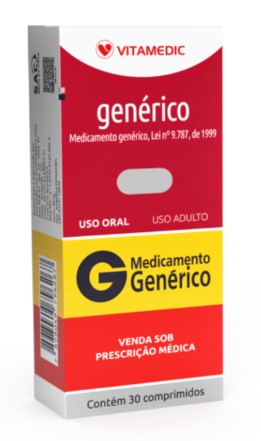 SAC
VITAMEDIC
genérico
Medicamento genérico, Lei nº 9.787, de 1999
USO ORAL USO ADULTO
G Medicamento
Genérico
VENDA SOB
PRESCRIÇÃO MÉDICA
Contém 30 comprimidos